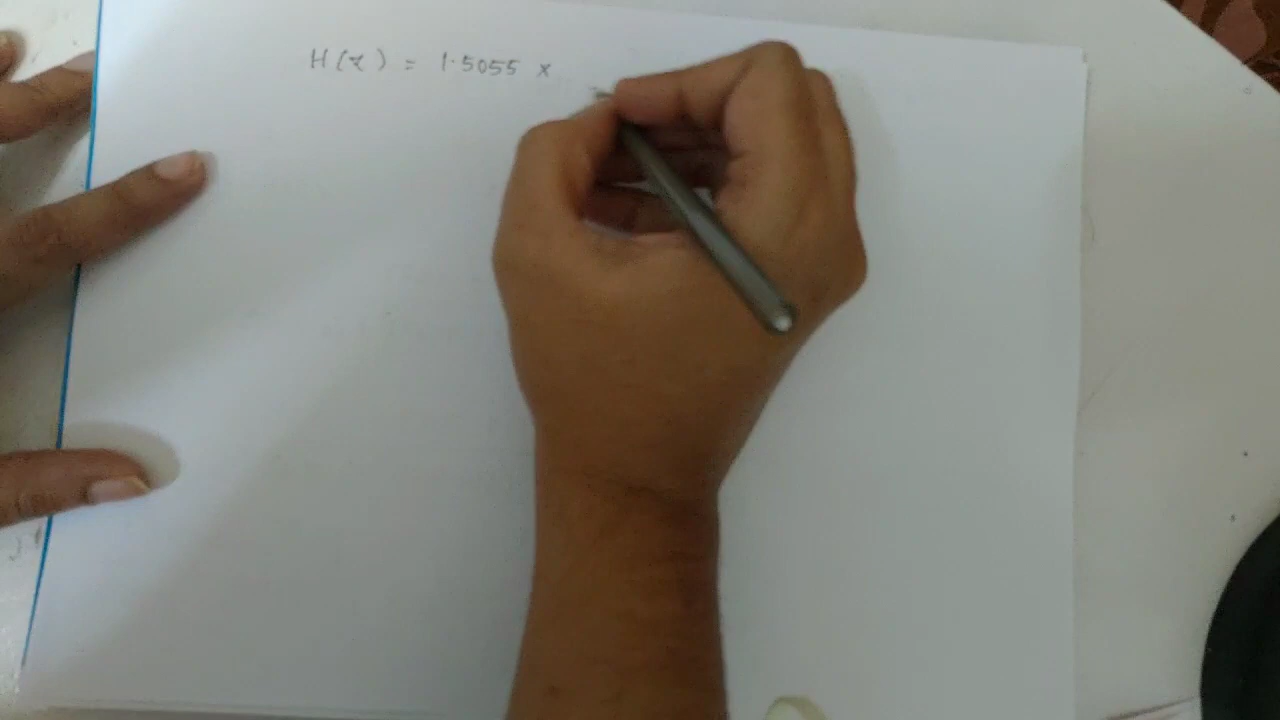 H(z) = 1.5055 ×